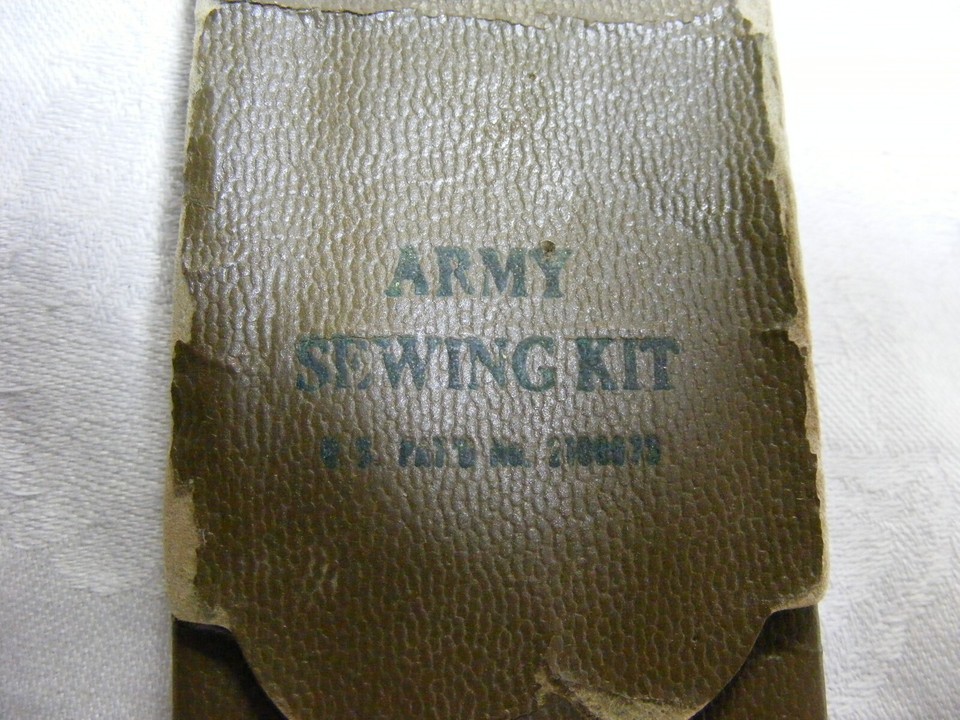 ARMY
SEWING KIT
U S. PAT'D No.